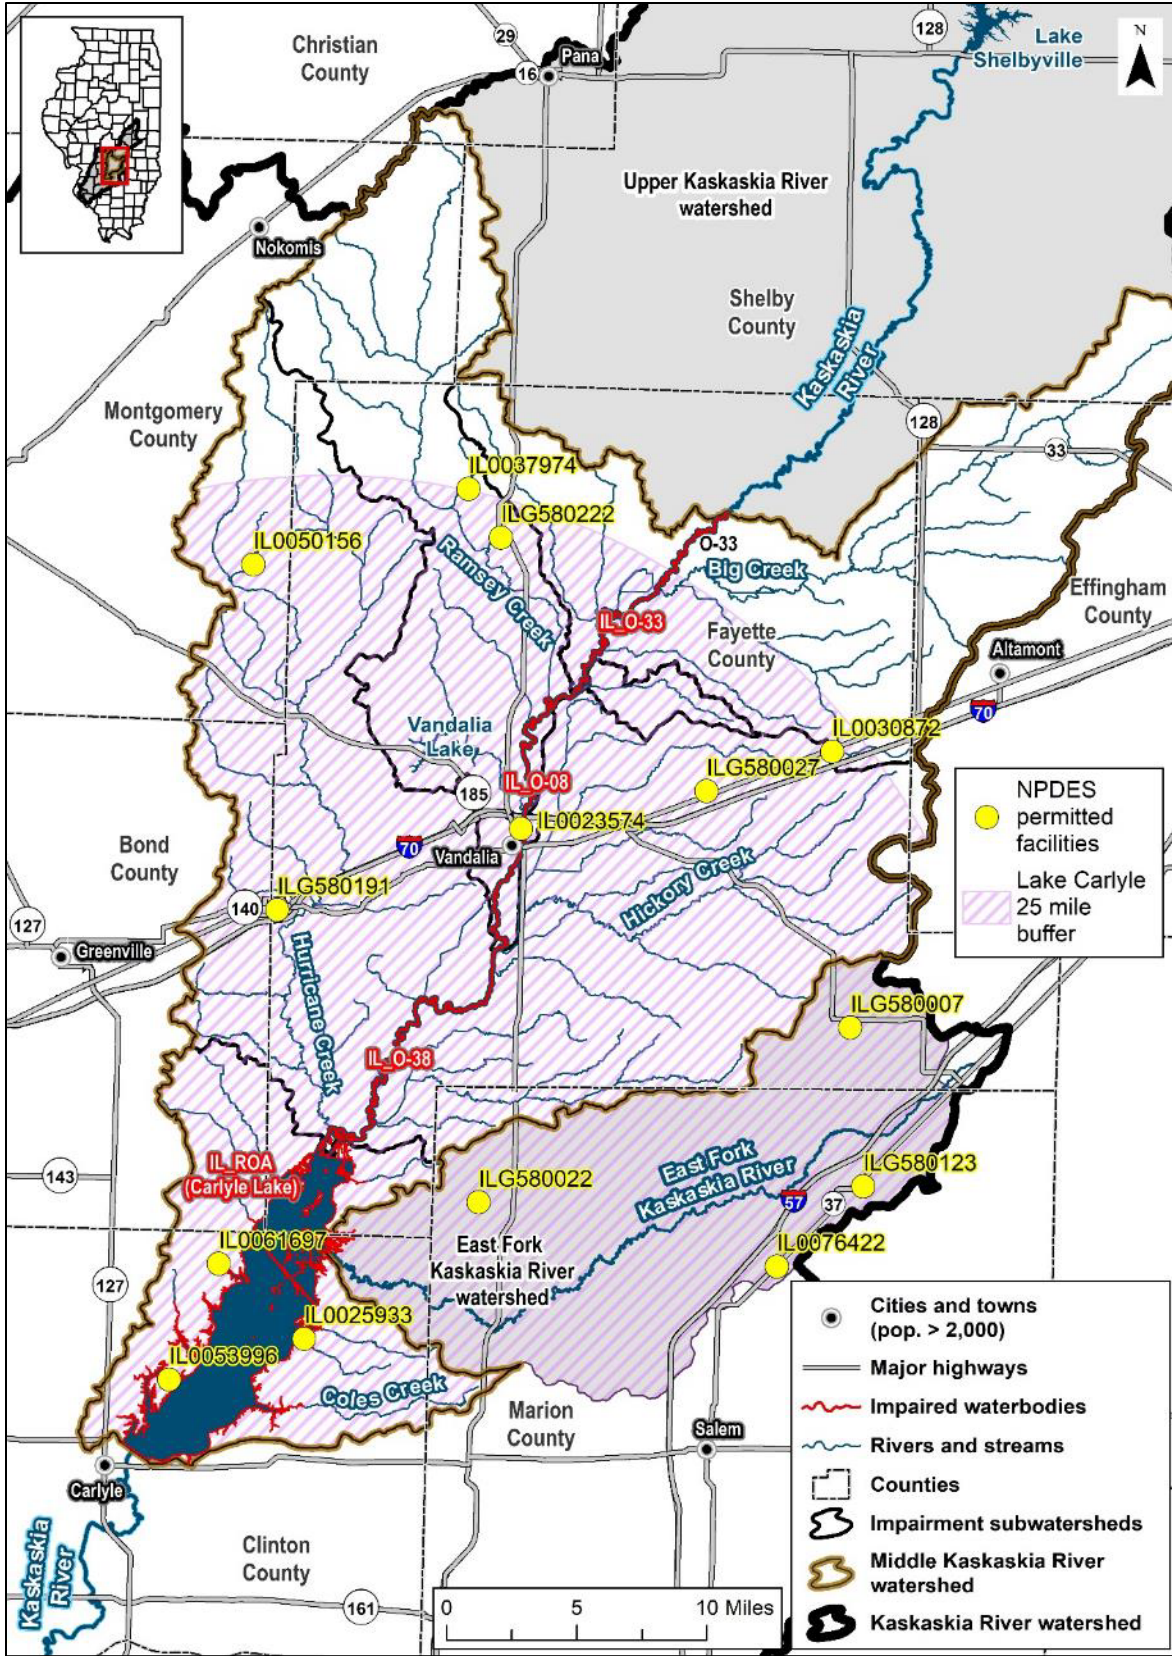 128
29
Christian
County
Lake
Shelbyville
N
Pana
16
Upper Kaskaskia River
watershed
Nokomis
Shelby
County
Kaskaskia
River
Montgomery
County
128
33
IL0037974
ILG580222
IL0050156
O-33
Big Creek
Ramsey Creek
Effingham
County
IL_O-33
Fayette
County
Altamont
70
IL0030872
Vandalia
Lake
ILG580027
IL_O-08
185
IL0023574
NPDES
permitted
facilities
Lake Carlyle
25 mile
buffer
Bond
County
70
Vandalia
ILG580191
140
Hickory Creek
127
Greenville
Hurricane Creek
ILG580007
IL_O-38
IL_ROA
(Carlyle Lake)
143
East Fork
Kaskaskia River
ILG580123
ILG580022
57
37
IL0061697
East Fork
Kaskaskia River
watershed
IL0076422
127
IL0025933
IL0053996
Coles Creek
Marion
County
Salem
Carlyle
Kaskaskia
River
Clinton
County
161
0 5 10 Miles
Cities and towns
(pop. > 2,000)
Major highways
Impaired waterbodies
Rivers and streams
Counties
Impairment subwatersheds
Middle Kaskaskia River
watershed
Kaskaskia River watershed